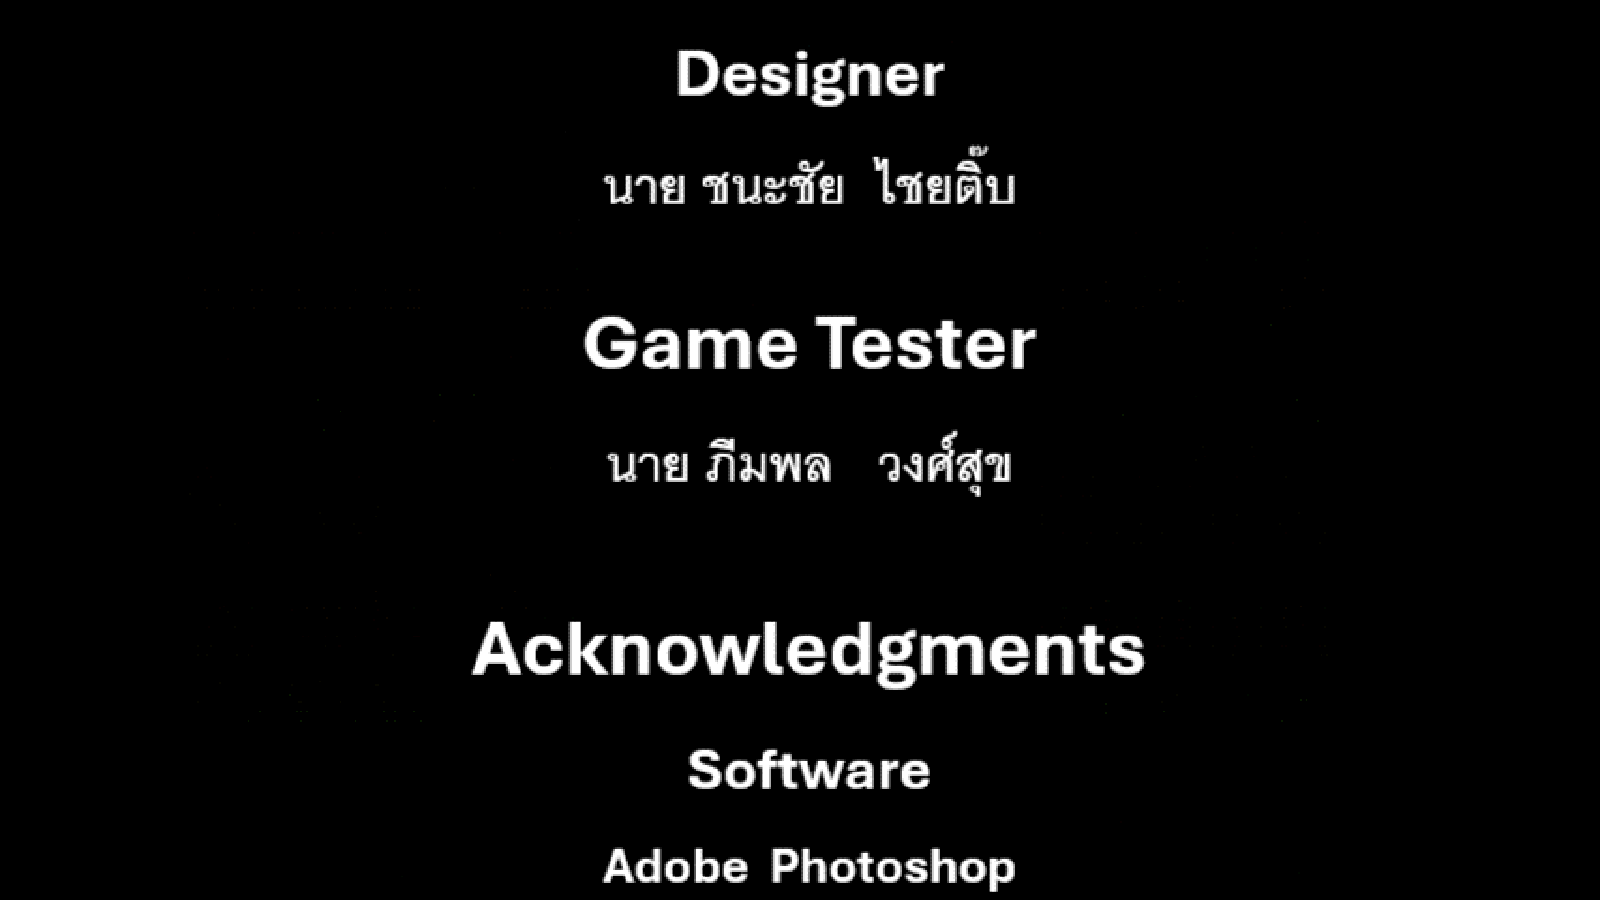 Designer
นาย ชนะชัย ไชยติ๊บ
Game Tester
นาย ภีมพล วงศ์สุข
Acknowledgments
Software
Adobe Photoshop